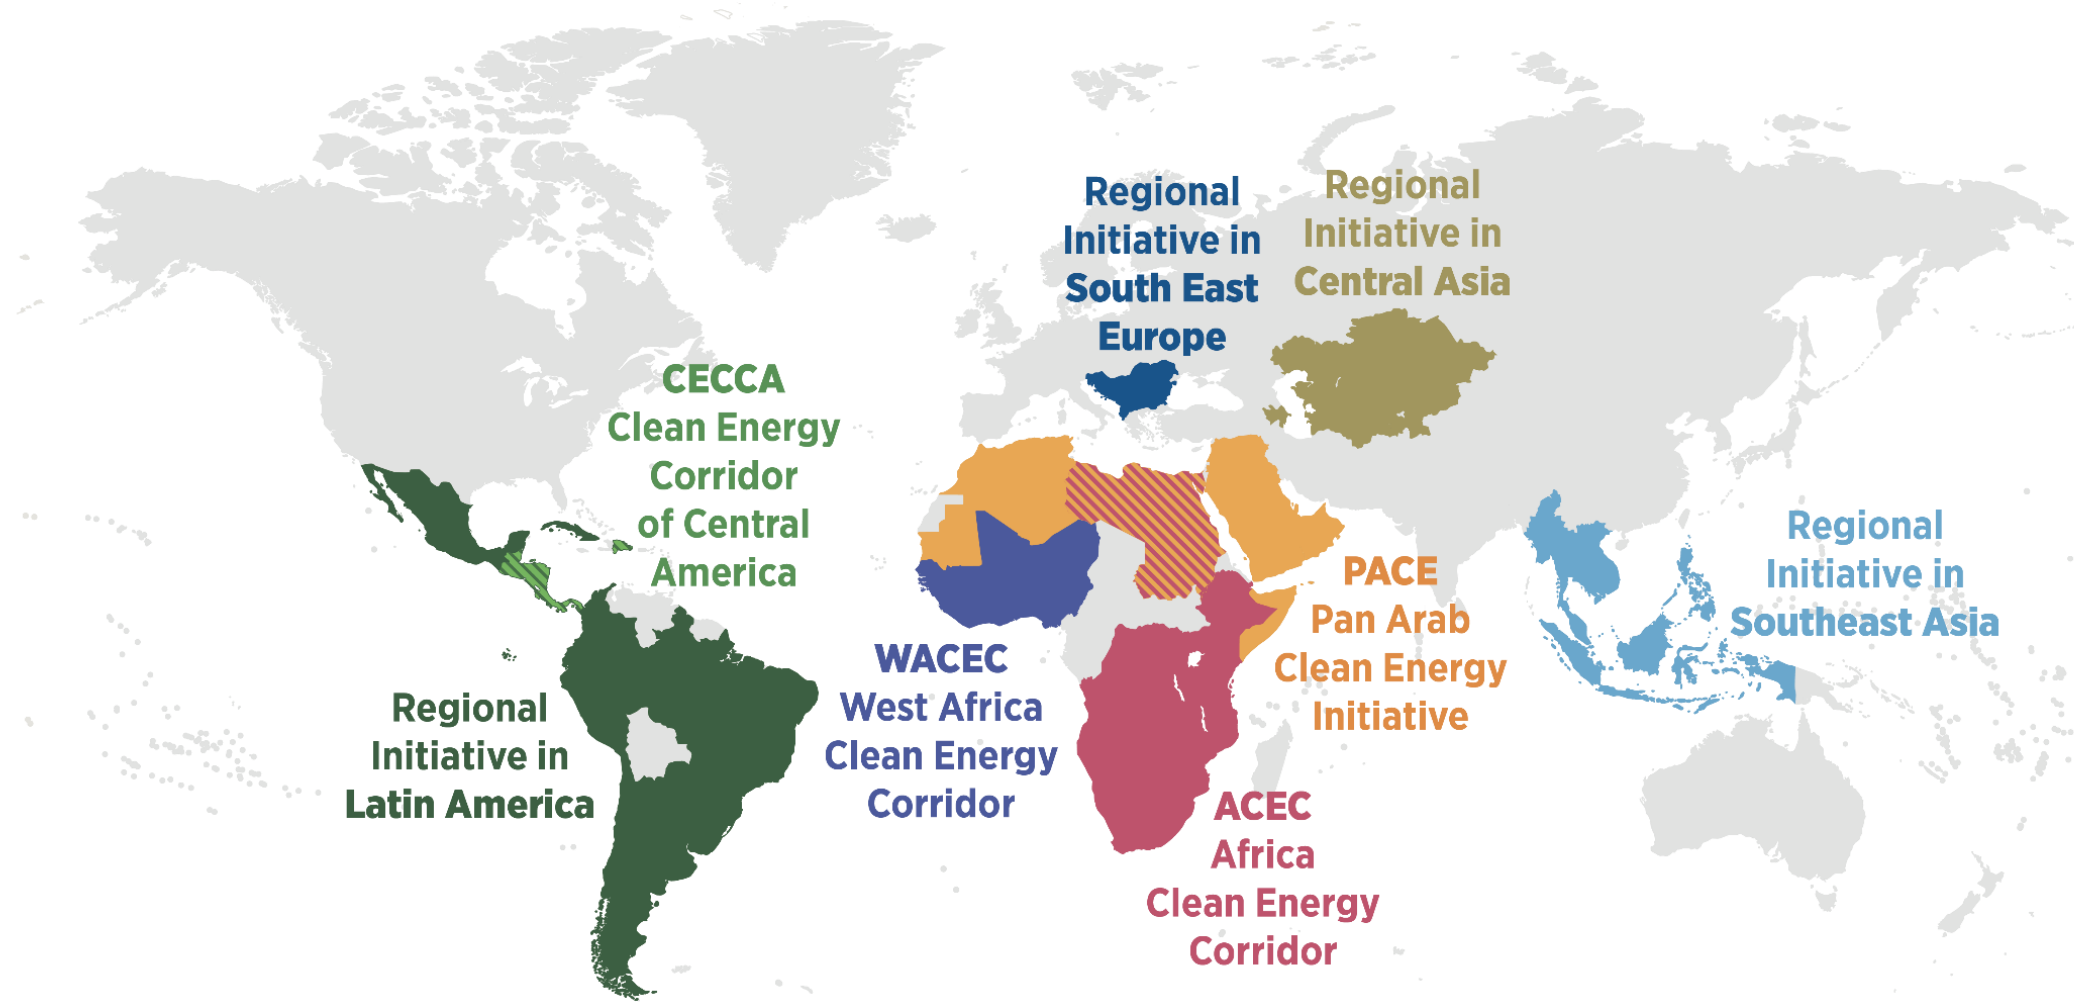 Regional
Initiative in
South East
Europe
Regional
Initiative in
Central Asia
CECCA
Clean Energy
Corridor
of Central
America
Regional
Initiative in
Southeast Asia
PACE
Pan Arab
Clean Energy
Initiative
WACEC
West Africa
Clean Energy
Corridor
Regional
Initiative in
Latin America
ACEC
Africa
Clean Energy
Corridor